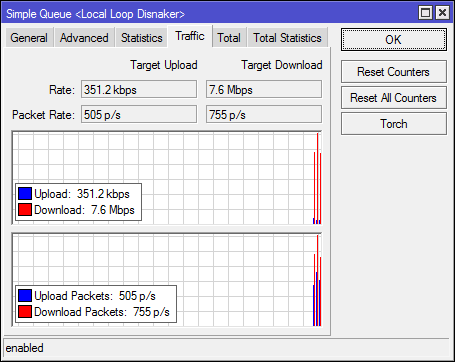 Simple Queue <Local Loop Disnaker>
General Advanced Statistics Traffic Total Total Statistics
Target Upload Target Download
Rate: 351.2 kbps 7.6 Mbps
Packet Rate: 505 p/s 755 p/s
Upload: 351.2 kbps
Download: 7.6 Mbps
Upload Packets: 505 p/s
Download Packets: 755 p/s
OK
Reset Counters
Reset All Counters
Torch
enabled